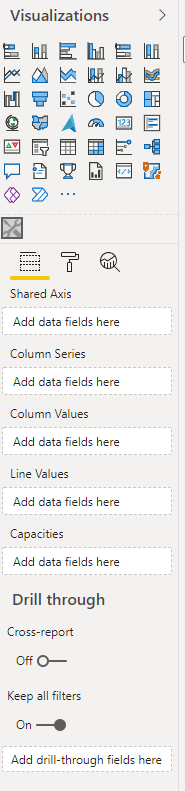 Visualizations
123
Shared Axis
Add data fields here
Column Series
Add data fields here
Column Values
Add data fields here
Line Values
Add data fields here
Capacities
Add data fields here
Drill through
Cross-report
Off
Keep all filters
On
Add drill-through fields here